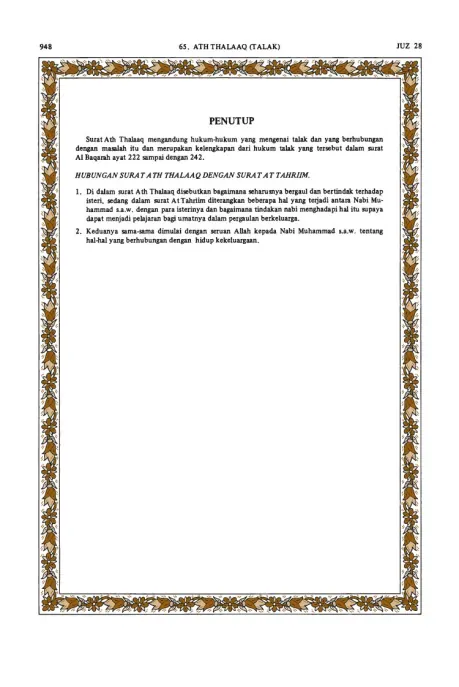 948 65. ATH THALAAQ (TALAK) JUZ 28
PENUTUP
Surat Ath Thalaaq mengandung hukum-hukum yang mengenai talak dan yang berhubungan
dengan masalah itu dan merupakan kelengkapan dari hukum talak yang tersebut dalam surat
Al Baqarah ayat 222 sampai dengan 242.
HUBUNGAN SURAT ATH THALAAQ DENGAN SURAT AT TAHRIIM.
1. Di dalam surat Ath Thalaaq disebutkan bagaimana seharusnya bergaul dan bertindak terhadap
isteri, sedang dalam surat At Tahriim diterangkan beberapa hal yang terjadi antara Nabi Mu-
hammad s.a.w. dengan para isterinya dan bagaimana tindakan nabi menghadapi hal itu supaya
dapat menjadi pelajaran bagi umatnya dalam pergaulan berkeluarga.
2. Keduanya sama-sama dimulai dengan seruan Allah kepada Nabi Muhammad s.a.w. tentang
hal-hal yang berhubungan dengan hidup kekeluargaan.